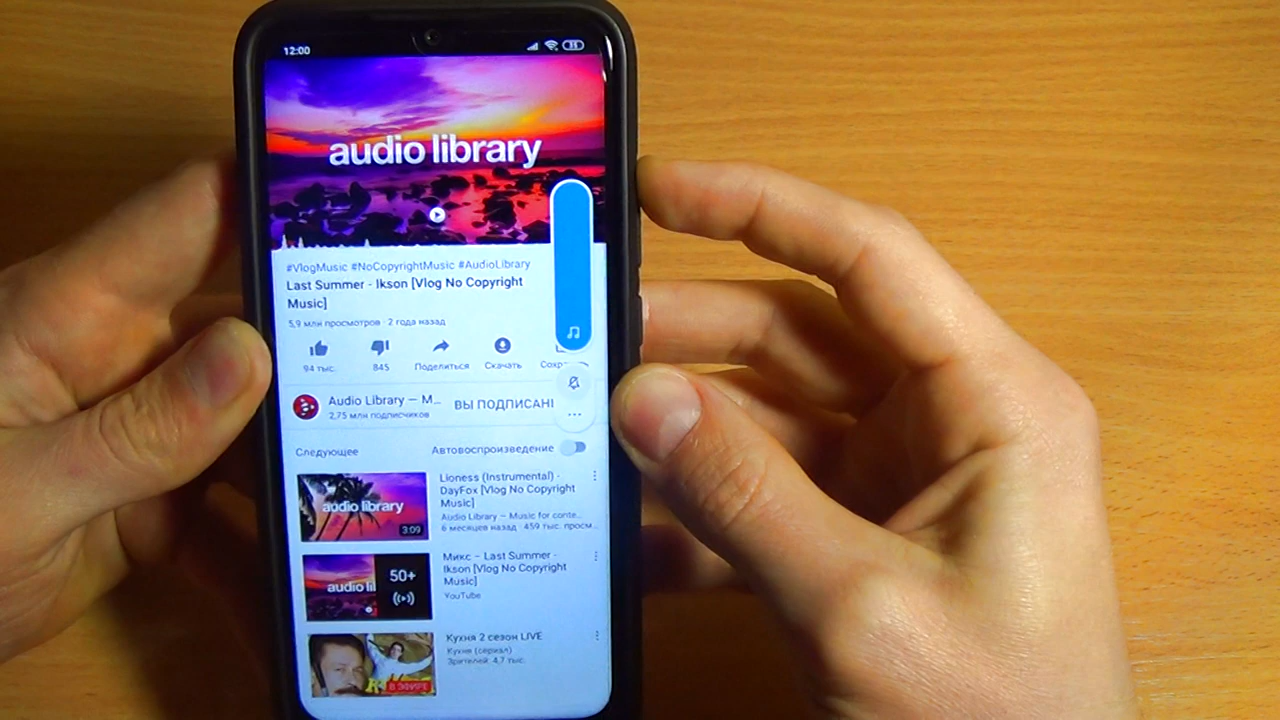 12:00
audio library
#VlogMusic #NoCopyrightMusic #AudioLibrary
Last Summer - Ikson [Vlog No Copyright
Music]
5,9 млн просмотров · 2 года назад
94 тыс.
845
Поделиться
Скачать
Сохр
Audio Library — M...
2,75 млн подписчиков
ВЫ ПОДПИСАНЫ
Следующее
Автовоспроизведение
audio library
3:09
Lioness (Instrumental) -
DayFox [Vlog No Copyright
Music]
Audio Library — Music for conte...
6 месяцев назад · 459 тыс. просм...
audio li
50+
Микс – Last Summer -
Ikson [Vlog No Copyright
Music]
YouTube
В ЭФИРЕ
Кухня 2 сезон LIVE
Кухня (сериал)
Зрителей: 4,7 тыс.